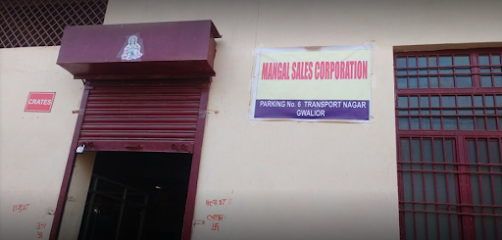 MANGAL SALES CORPORATION
PARKING No. 6 TRANSPORT NAGAR
GWALIOR
CRATES